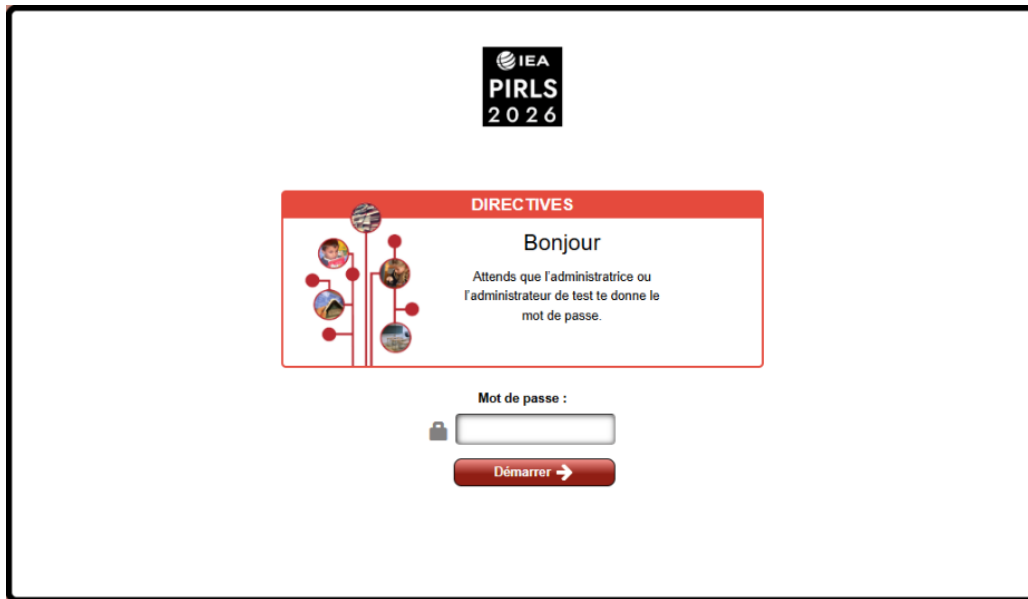 IEA
PIRLS
2026
DIRECTIVES
Bonjour
Attends que l'administratrice ou
l'administrateur de test te donne le
mot de passe.
Mot de passe :
Démarrer